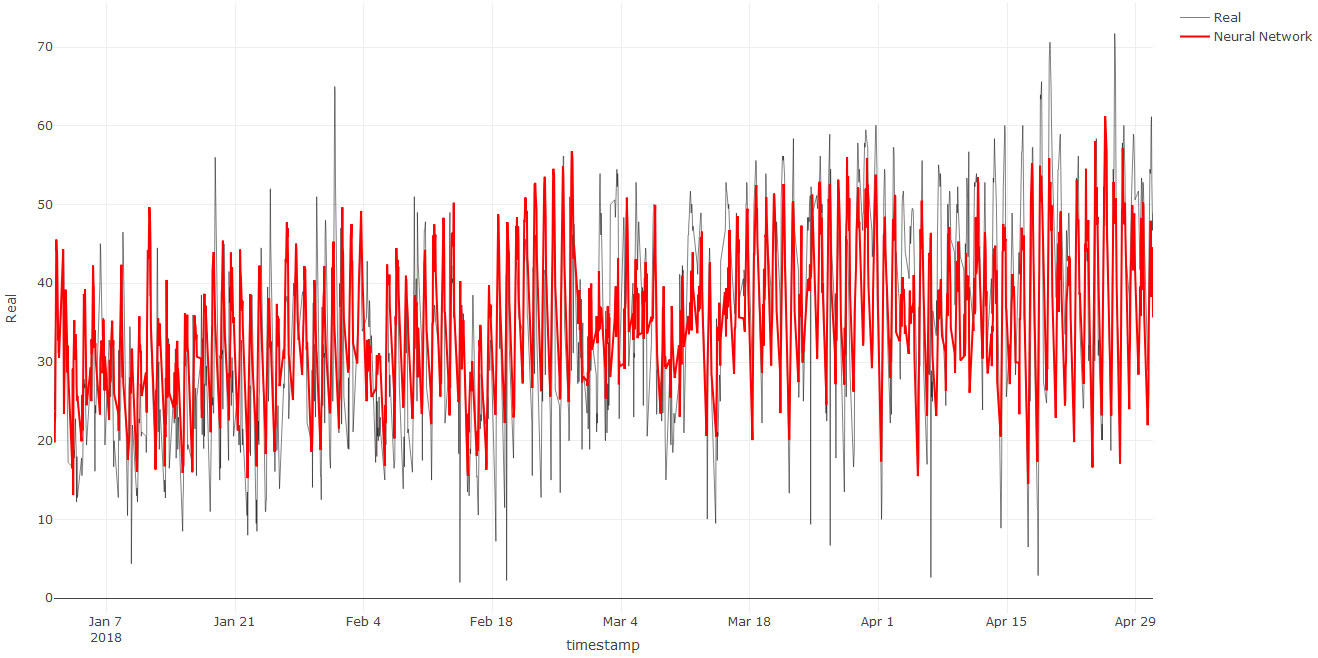 Real
Neural Network
70
60
50
40
30
20
10
0
Real
Jan 7
2018
Jan 21
Feb 4
Feb 18
Mar 4
Mar 18
Apr 1
Apr 15
Apr 29
timestamp